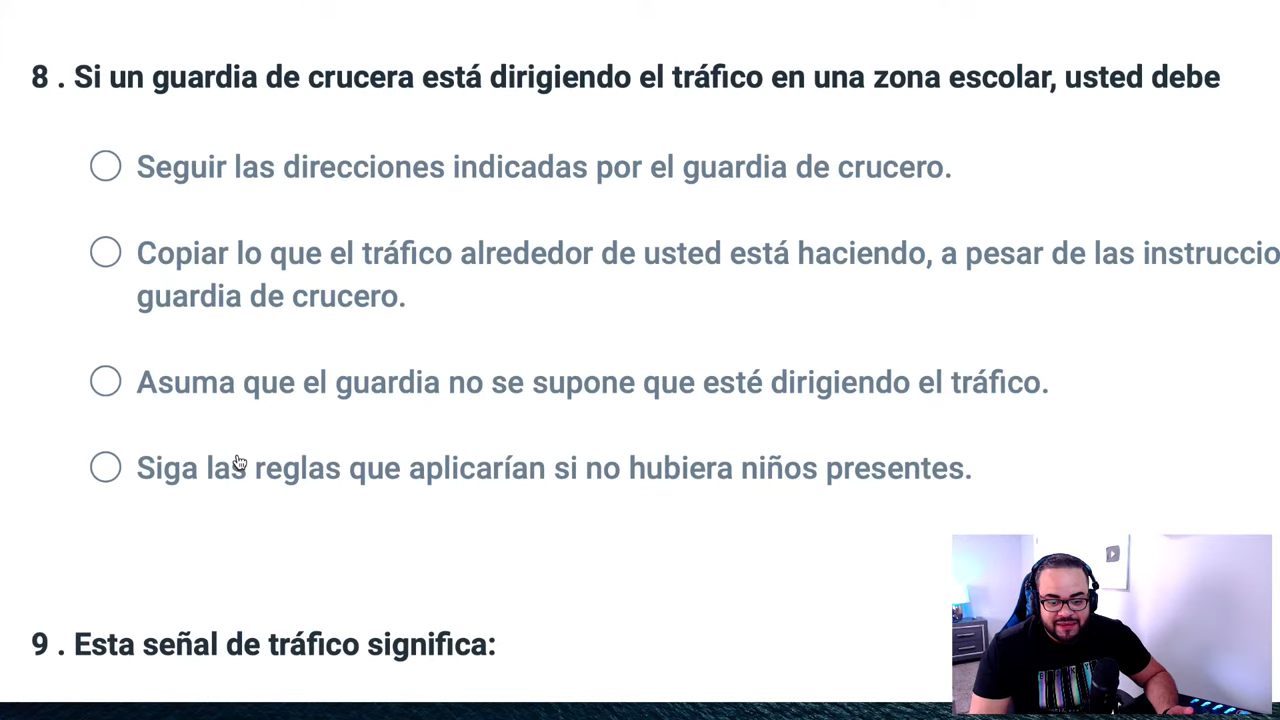 8 . Si un guardia de crucera está dirigiendo el tráfico en una zona escolar, usted debe
Seguir las direcciones indicadas por el guardia de crucero.
Copiar lo que el tráfico alrededor de usted está haciendo, a pesar de las instruccio
guardia de crucero.
Asuma que el guardia no se supone que esté dirigiendo el tráfico.
Siga las reglas que aplicarían si no hubiera niños presentes.
9 . Esta señal de tráfico significa: